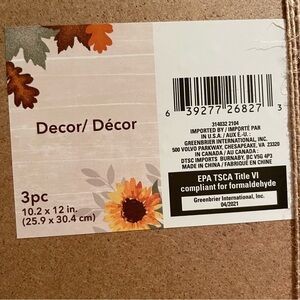 Decor/ Décor
3pc
10.2 x 12 in.
(25.9 x 30.4 cm)
6 39277 26827 3
314032 2104
IMPORTED BY / IMPORTÉ PAR
IN U.S.A. / AUX É.-U. :
GREENBRIER INTERNATIONAL, INC.
500 VOLVO PARKWAY, CHESAPEAKE, VA 23320
IN CANADA / AU CANADA :
DTSC IMPORTS BURNABY, BC V5G 4P3
MADE IN CHINA / FABRIQUÉ EN CHINE
EPA TSCA Title VI
compliant for formaldehyde
Greenbrier International, Inc.
04/2021